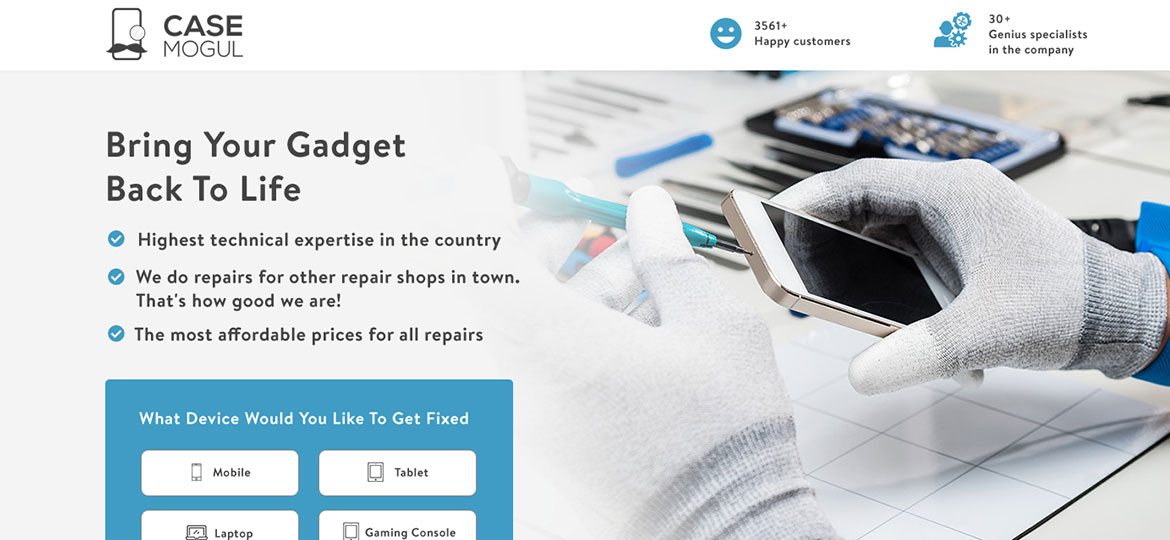 CASE
MOGUL
3561+
Happy customers
30+
Genius specialists
in the company
Bring Your Gadget
Back To Life
Highest technical expertise in the country
We do repairs for other repair shops in town.
That's how good we are!
The most affordable prices for all repairs
What Device Would You Like To Get Fixed
Mobile
Tablet
Laptop
Gaming Console